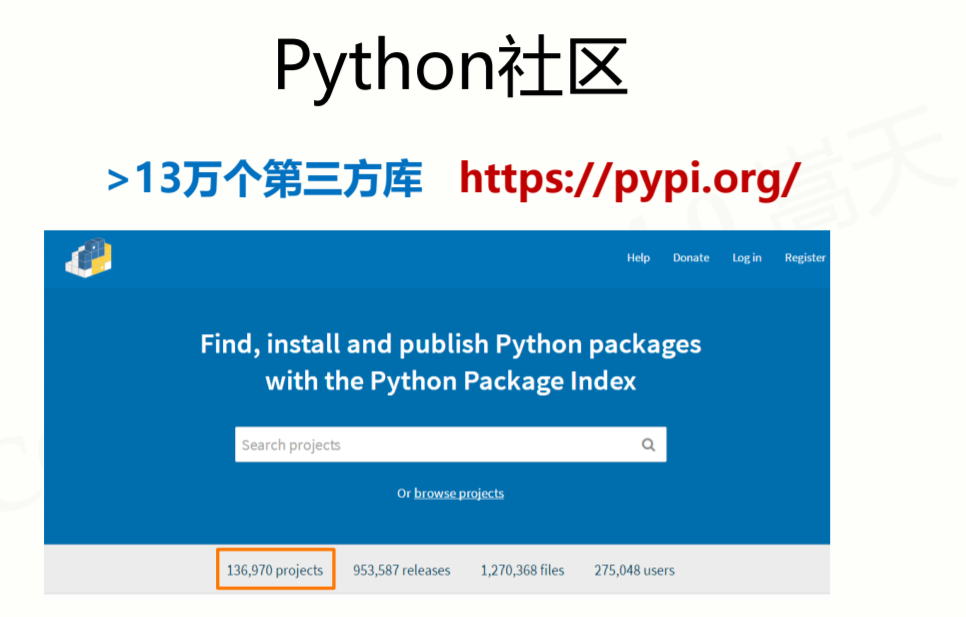 Python社区
>13万个第三方库 https://pypi.org/
Help Donate Log in Register
Find, install and publish Python packages
with the Python Package Index
Search projects
Or browse projects
136,970 projects 953,587 releases 1,270,368 files 275,048 users
嵩天